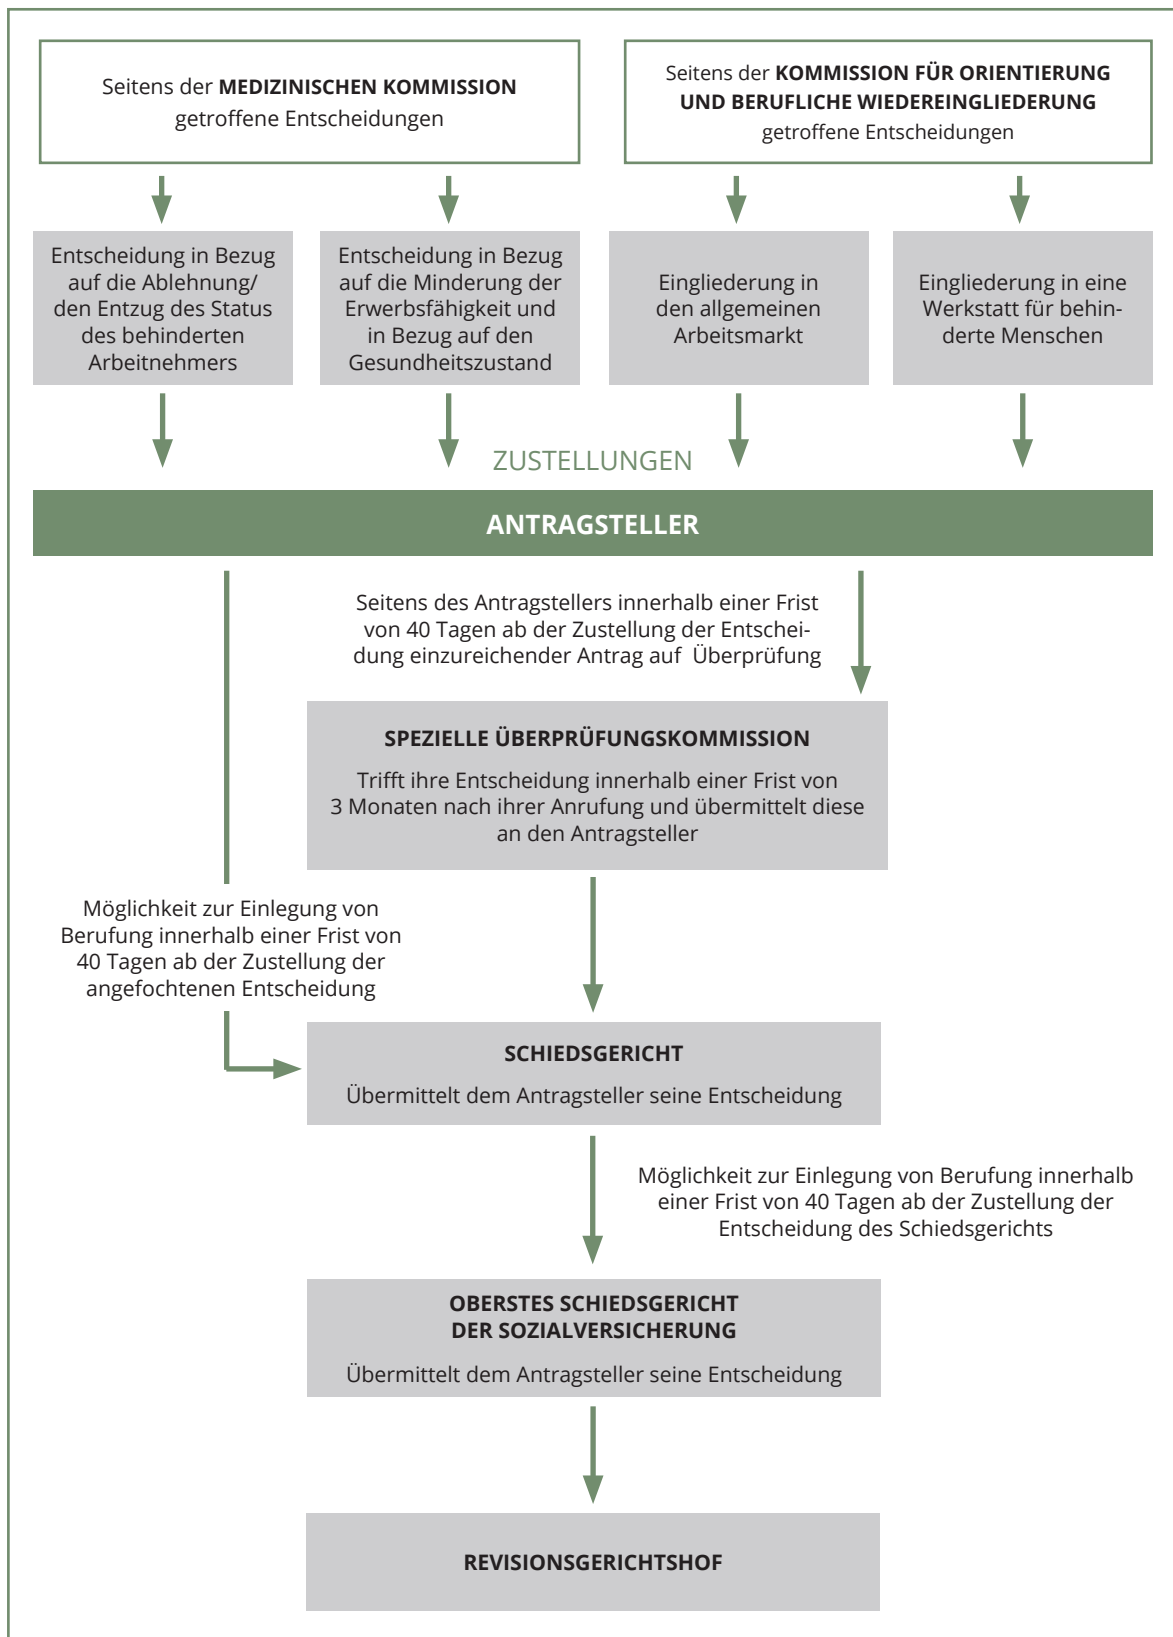 Seitens der MEDIZINISCHEN KOMMISSION
getroffene Entscheidungen
Seitens der KOMMISSION FÜR ORIENTIERUNG
UND BERUFLICHE WIEDEREINGLIEDERUNG
getroffene Entscheidungen
Entscheidung in Bezug
auf die Ablehnung/
den Entzug des Status
des behinderten
Arbeitnehmers
Entscheidung in Bezug
auf die Minderung der
Erwerbsfähigkeit und
in Bezug auf den
Gesundheitszustand
Eingliederung in
den allgemeinen
Arbeitsmarkt
Eingliederung in eine
Werkstatt für behin-
derte Menschen
ZUSTELLUNGEN
ANTRAGSTELLER
Seitens des Antragstellers innerhalb einer Frist
von 40 Tagen ab der Zustellung der Entschei-
dung einzureichender Antrag auf Überprüfung
SPEZIELLE ÜBERPRÜFUNGSKOMMISSION
Trifft ihre Entscheidung innerhalb einer Frist von
3 Monaten nach ihrer Anrufung und übermittelt diese
an den Antragsteller
Möglichkeit zur Einlegung von
Berufung innerhalb einer Frist von
40 Tagen ab der Zustellung der
angefochtenen Entscheidung
SCHIEDSGERICHT
Übermittelt dem Antragsteller seine Entscheidung
Möglichkeit zur Einlegung von Berufung innerhalb
einer Frist von 40 Tagen ab der Zustellung der
Entscheidung des Schiedsgerichts
OBERSTES SCHIEDSGERICHT
DER SOZIALVERSICHERUNG
Übermittelt dem Antragsteller seine Entscheidung
REVISIONSGERICHTSHOF